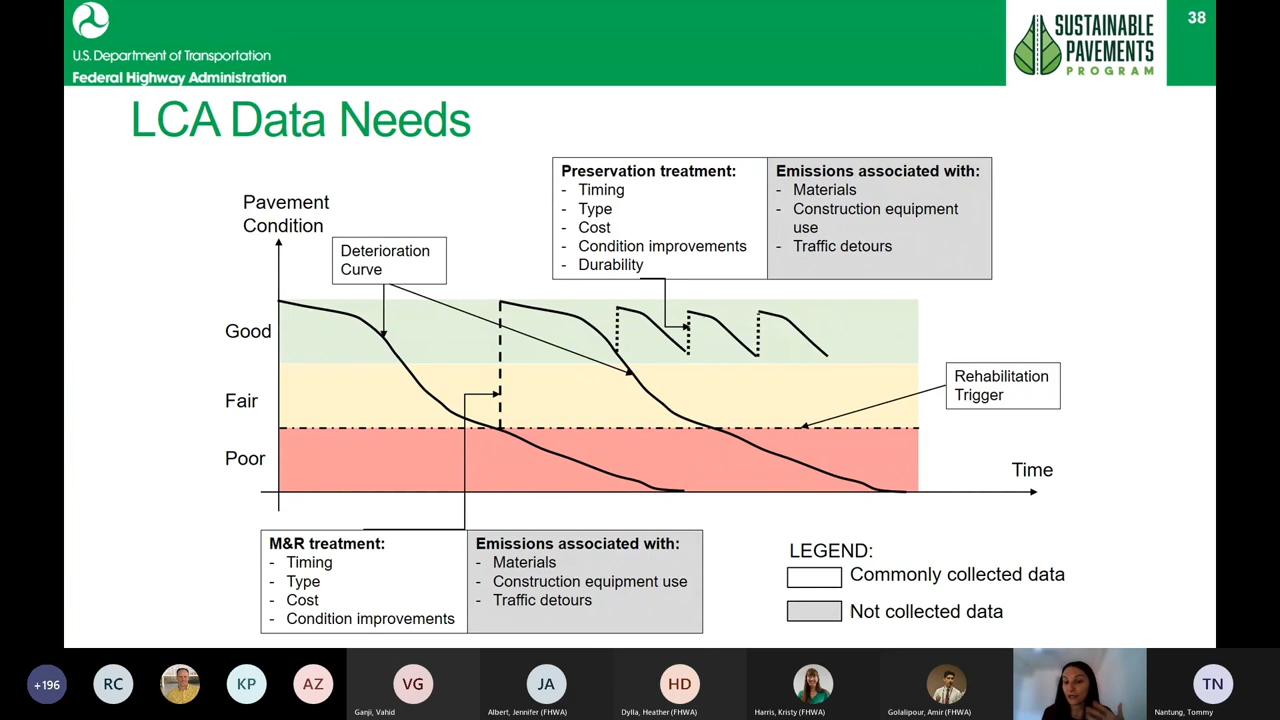 U.S. Department of Transportation
Federal Highway Administration
SUSTAINABLE
PAVEMENTS
PROGRAM
38
LCA Data Needs
Preservation treatment:
- Timing
- Type
- Cost
- Condition improvements
- Durability
Emissions associated with:
- Materials
- Construction equipment
use
- Traffic detours
Pavement
Condition
Deterioration
Curve
Good
Fair
Poor
Rehabilitation
Trigger
Time
M&R treatment:
- Timing
- Type
- Cost
- Condition improvements
Emissions associated with:
- Materials
- Construction equipment use
- Traffic detours
LEGEND:
Commonly collected data
Not collected data
+196
RC
KP
AZ
VG
Ganji, Vahid
JA
Albert, Jennifer (FHWA)
HD
Dylla, Heather (FHWA)
Harris, Kristy (FHWA)
Golalipour, Amir (FHWA)
TN
Nantung, Tommy